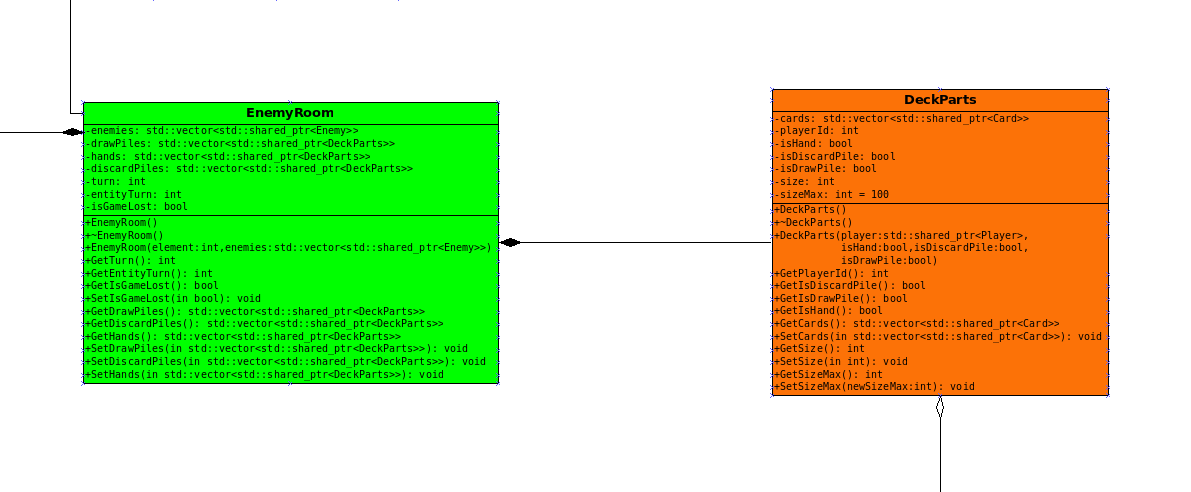 EnemyRoom
-enemies: std::vector<std::shared_ptr<Enemy>>
-drawPiles: std::vector<std::shared_ptr<DeckParts>>
-hands: std::vector<std::shared_ptr<DeckParts>>
-discardPiles: std::vector<std::shared_ptr<DeckParts>>
-turn: int
-entityTurn: int
-isGameLost: bool
+EnemyRoom()
+~EnemyRoom()
+EnemyRoom(element:int,enemies:std::vector<std::shared_ptr<Enemy>>)
+GetTurn(): int
+GetEntityTurn(): int
+GetIsGameLost(): bool
+SetIsGameLost(in bool): void
+GetDrawPiles(): std::vector<std::shared_ptr<DeckParts>>
+GetDiscardPiles(): std::vector<std::shared_ptr<DeckParts>>
+GetHands(): std::vector<std::shared_ptr<DeckParts>>
+SetDrawPiles(in std::vector<std::shared_ptr<DeckParts>>): void
+SetDiscardPiles(in std::vector<std::shared_ptr<DeckParts>>): void
+SetHands(in std::vector<std::shared_ptr<DeckParts>>): void
DeckParts
-cards: std::vector<std::shared_ptr<Card>>
-playerId: int
-isHand: bool
-isDiscardPile: bool
-isDrawPile: bool
-size: int
-sizeMax: int = 100
+DeckParts()
+~DeckParts()
+DeckParts(player:std::shared_ptr<Player>,
isHand:bool,isDiscardPile:bool,
isDrawPile:bool)
+GetPlayerId(): int
+GetIsDiscardPile(): bool
+GetIsDrawPile(): bool
+GetIsHand(): bool
+GetCards(): std::vector<std::shared_ptr<Card>>
+SetCards(in std::vector<std::shared_ptr<Card>>): void
+GetSize(): int
+SetSize(in int): void
+GetSizeMax(): int
+SetSizeMax(newSizeMax:int): void